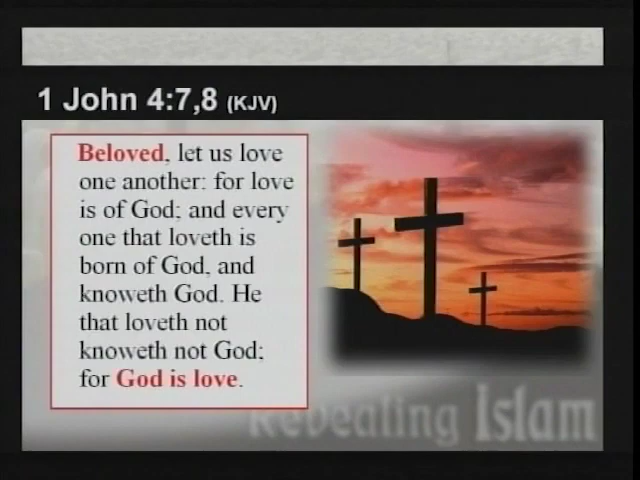 1 John 4:7,8 (KJV)
Beloved, let us love
one another: for love
is of God; and every
one that loveth is
born of God, and
knoweth God. He
that loveth not
knoweth not God;
for God is love.
Revealing Islam